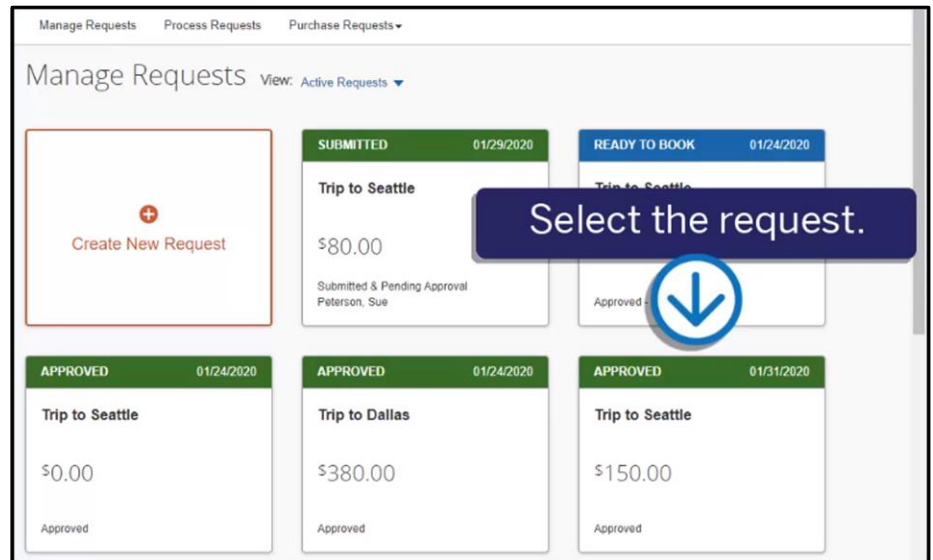 Manage Requests Process Requests Purchase Requests
Manage Requests View: Active Requests
Create New Request
SUBMITTED 01/29/2020
Trip to Seattle
$80.00
Submitted & Pending Approval
Peterson, Sue
READY TO BOOK 01/24/2020
Trip to Seattle
Select the request.
Approved -
APPROVED 01/24/2020
Trip to Seattle
$0.00
Approved
APPROVED 01/24/2020
Trip to Dallas
$380.00
Approved
APPROVED 01/31/2020
Trip to Seattle
$150.00
Approved